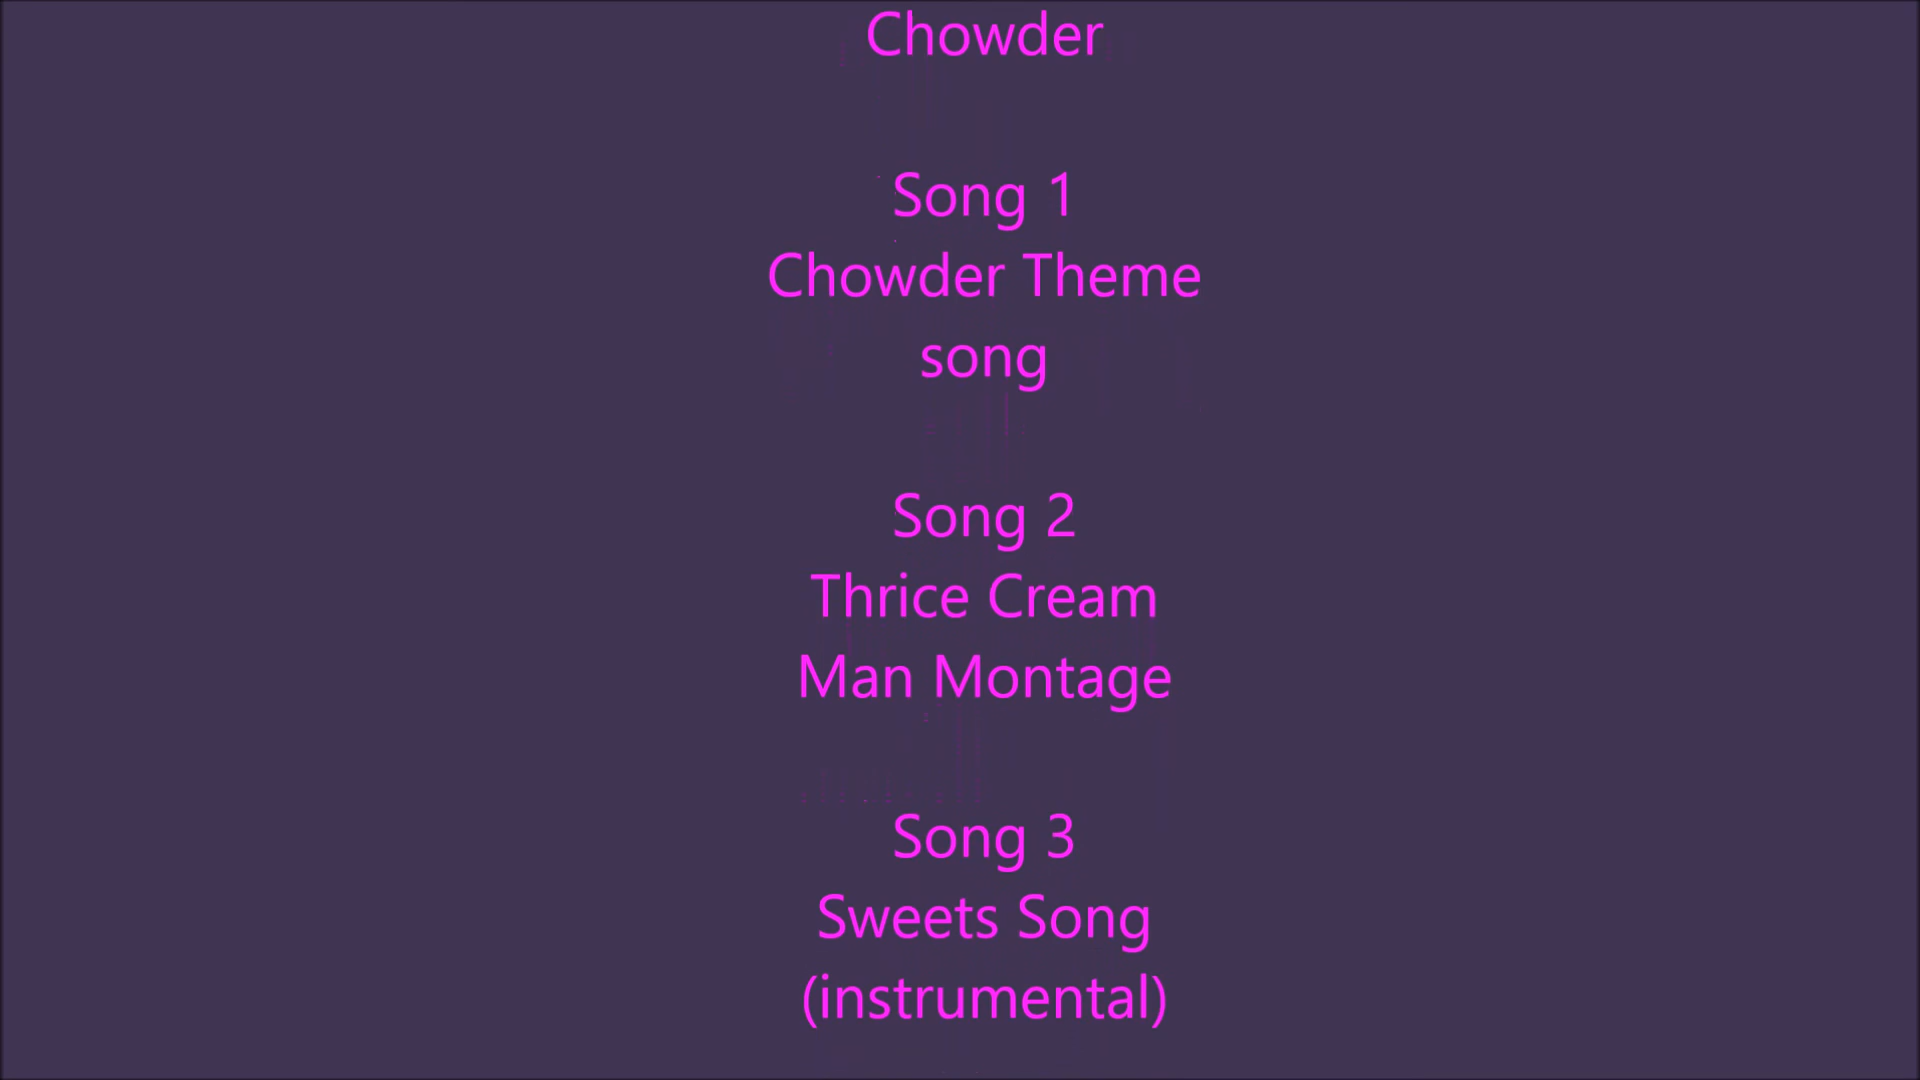 Chowder
Song 1
Chowder Theme
song
Song 2
Thrice Cream
Man Montage
Song 3
Sweets Song
(instrumental)